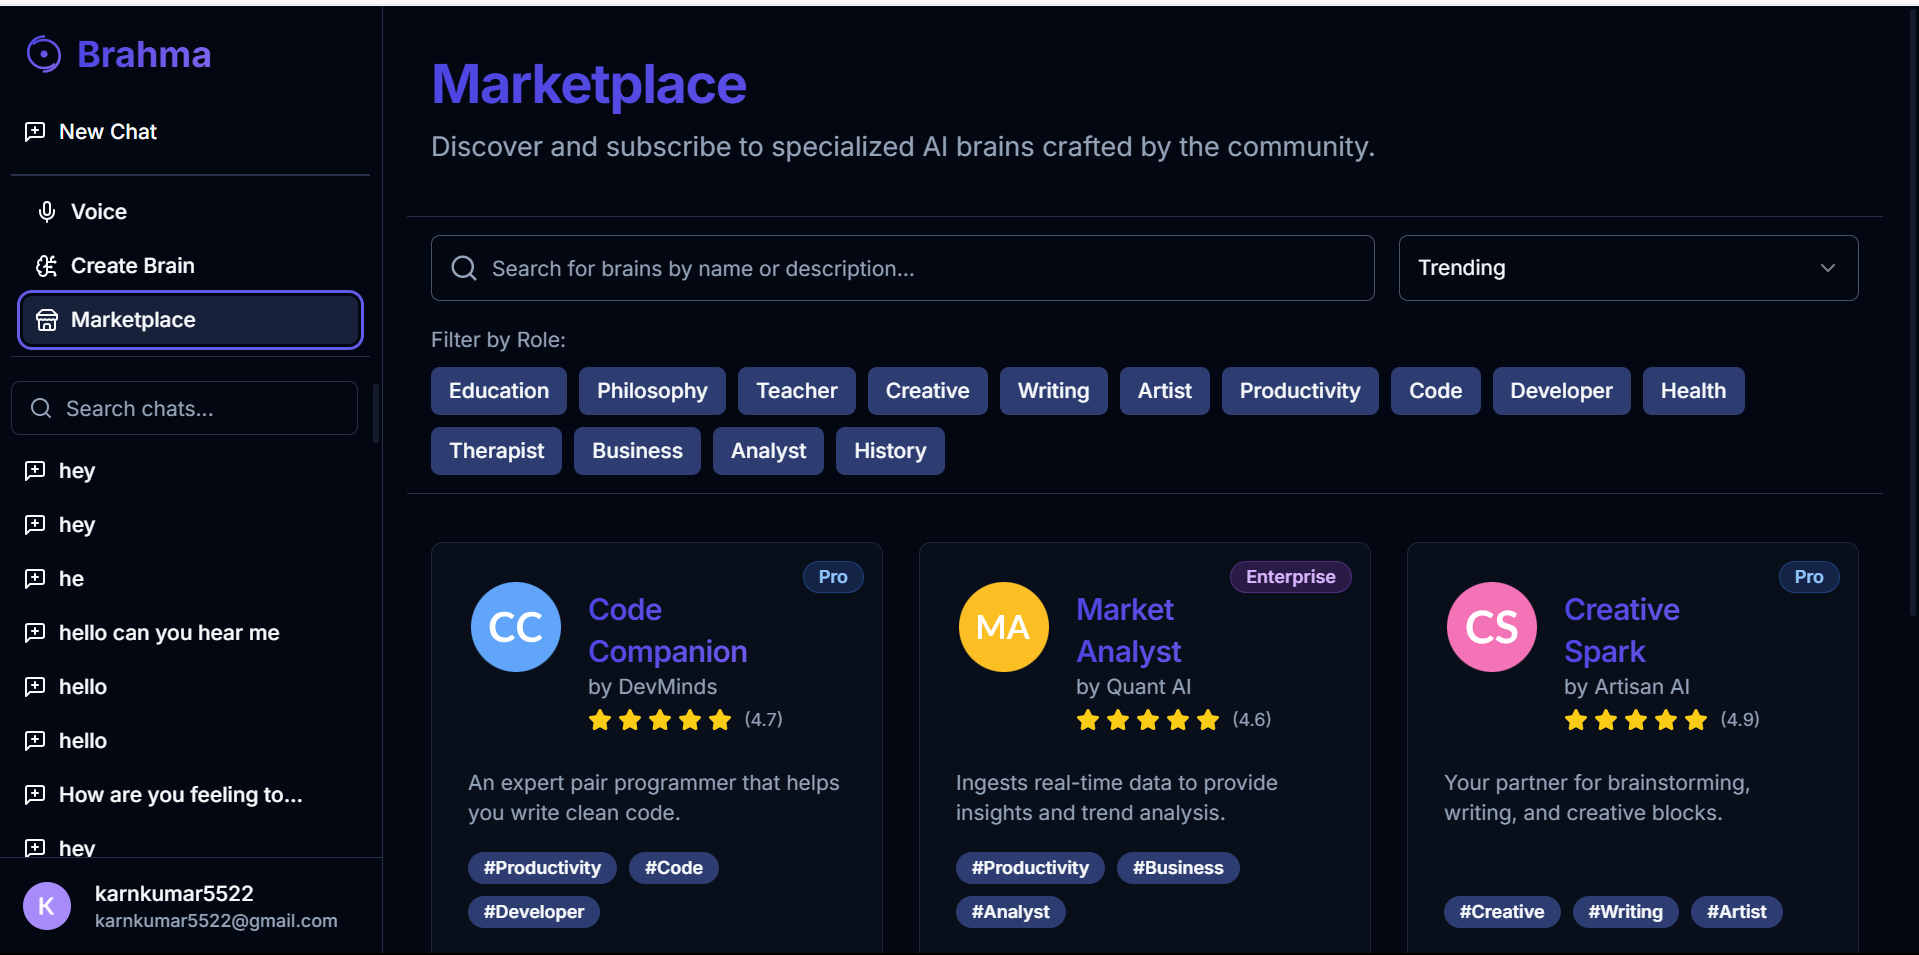 Brahma
New Chat
Voice
Create Brain
Marketplace
Search chats...
hey
hey
he
hello can you hear me
hello
hello
How are you feeling to...
hey
K
karnkumar5522
karnkumar5522@gmail.com
Marketplace
Discover and subscribe to specialized AI brains crafted by the community.
Search for brains by name or description...
Trending
Filter by Role:
Education Philosophy Teacher Creative Writing Artist Productivity Code Developer Health
Therapist Business Analyst History
Pro
CC
Code
Companion
by DevMinds
(4.7)
An expert pair programmer that helps
you write clean code.
#Productivity #Code
#Developer
Enterprise
MA
Market
Analyst
by Quant AI
(4.6)
Ingests real-time data to provide
insights and trend analysis.
#Productivity #Business
#Analyst
Pro
CS
Creative
Spark
by Artisan AI
(4.9)
Your partner for brainstorming,
writing, and creative blocks.
#Creative #Writing #Artist